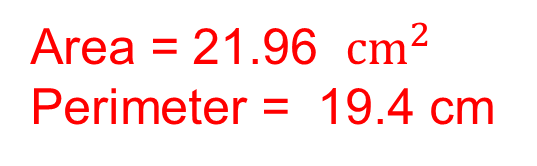 Area = 21.96 cm²
Perimeter = 19.4 cm